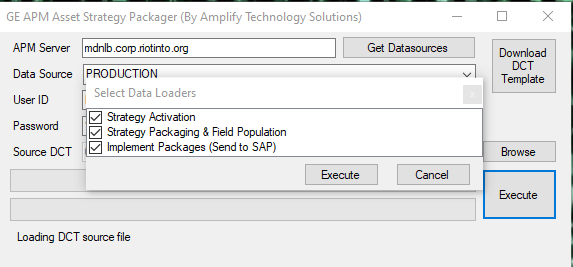 GE APM Asset Strategy Packager (By Amplify Technology Solutions)
APM Server mdnlb.corp.riotinto.org Get Datasources
Download DCT Template
Data Source PRODUCTION
Select Data Loaders
User ID
Strategy Activation
Password
Strategy Packaging & Field Population
Source DCT
Implement Packages (Send to SAP)
Browse
Execute Cancel
Execute
Loading DCT source file